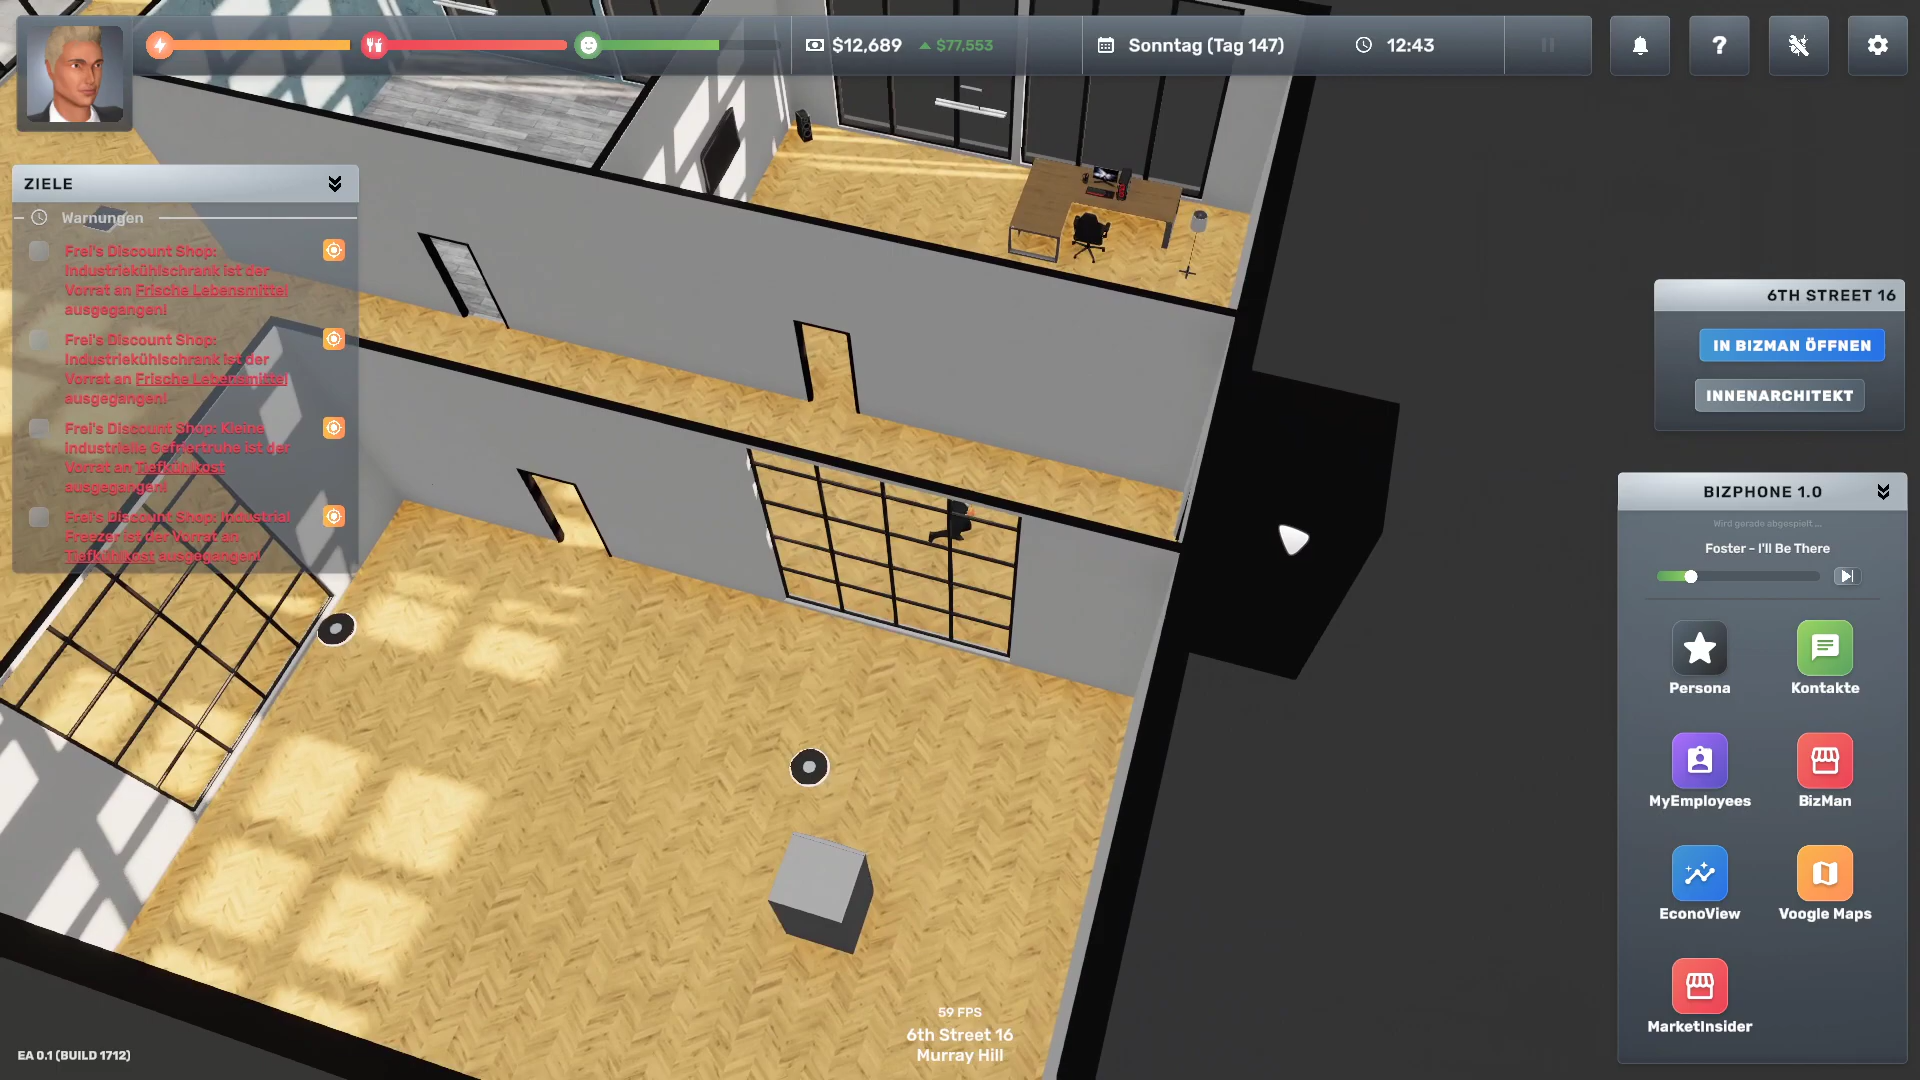 $12,689
$77,553
Sonntag (Tag 147)
12:43
ZIELE
Warnungen
Frei's Discount Shop:
Industriekühlschrank ist der
Vorrat an Frische Lebensmittel
ausgegangen!
Frei's Discount Shop:
Industriekühlschrank ist der
Vorrat an Frische Lebensmittel
ausgegangen!
Frei's Discount Shop: Kleine
industrielle Gefriertruhe ist der
Vorrat an Tiefkühlkost
ausgegangen!
Frei's Discount Shop: Industrial
Freezer ist der Vorrat an
Tiefkühlkost ausgegangen!
6TH STREET 16
IN BIZMAN ÖFFNEN
INNENARCHITEKT
BIZPHONE 1.0
Wird gerade abgespielt ...
Foster - I'll Be There
Persona
Kontakte
MyEmployees
BizMan
EconoView
Voogle Maps
MarketInsider
59 FPS
6th Street 16
Murray Hill
EA 0.1 (BUILD 1712)